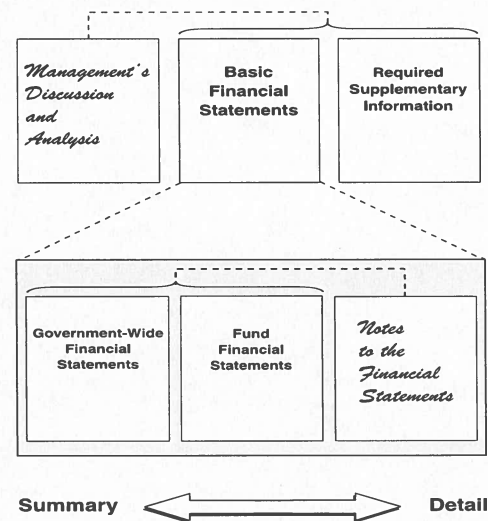 Management's
Discussion
and
Analysis
Basic
Financial
Statements
Required
Supplementary
Information
Government-Wide
Financial
Statements
Fund
Financial
Statements
Notes
to the
Financial
Statements
Summary
Detail